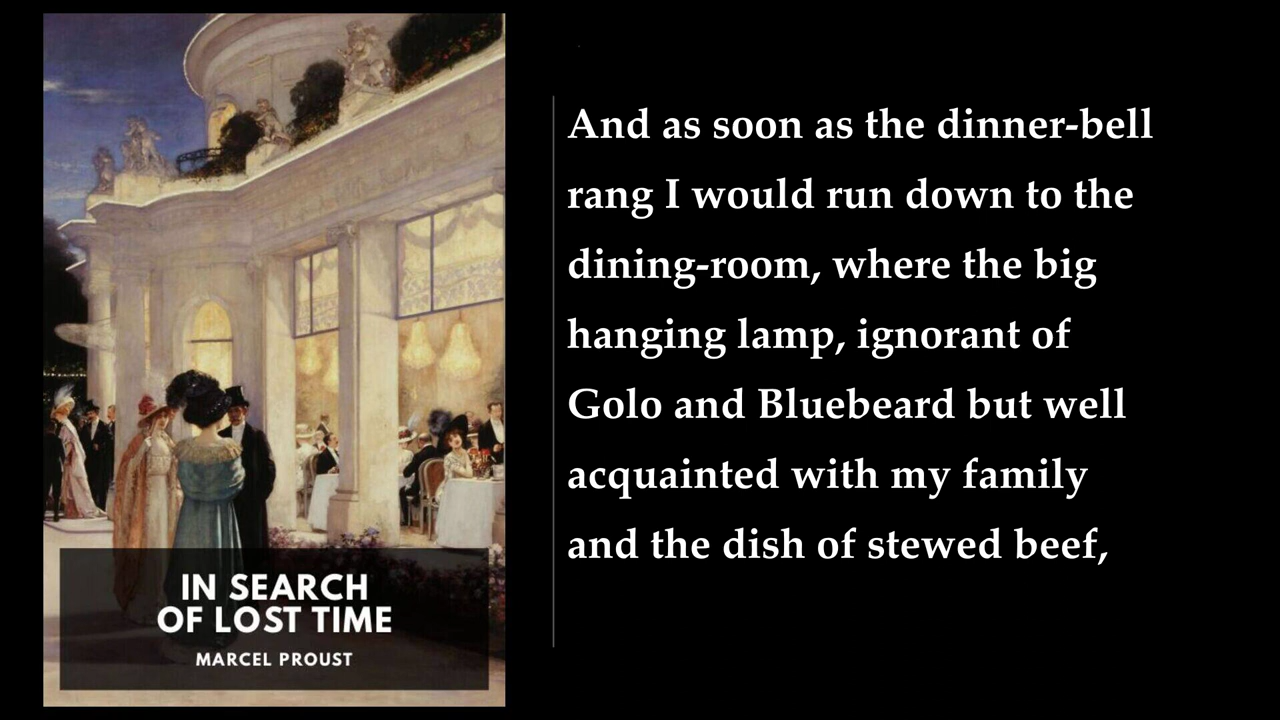 IN SEARCH
OF LOST TIME
MARCEL PROUST
And as soon as the dinner-bell
rang I would run down to the
dining-room, where the big
hanging lamp, ignorant of
Golo and Bluebeard but well
acquainted with my family
and the dish of stewed beef,